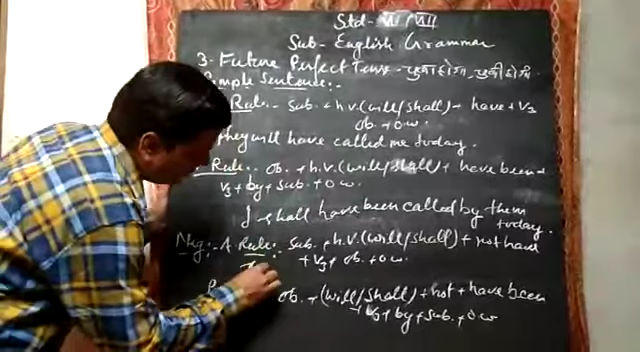 Std- VI / VII
Sub- English Grammar
3- Future Perfect Tense -
Simple Sentence:-
Rule:- Sub. + h.v.(will/shall) - have + V3
ob. + o.w.
They will have called me today.
Rule:- ob. + h.v.(will/shall) + have been +
V3 + by + sub. + o.w.
I shall have been called by them
today.
Neg:- A. Rule:- Sub. + h.v.(will/shall) + not have
+ V3 + ob. + o.w.
ob. + (will/shall) + not + have been
+ V3 + by + sub. + o.w